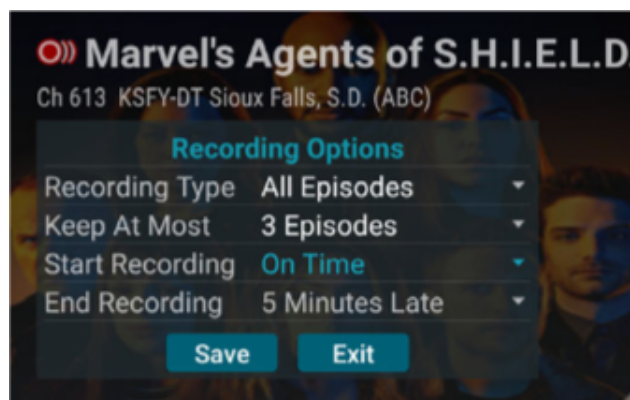 Marvel's Agents of S.H.I.E.L.D.
Ch 613 KSFY-DT Sioux Falls, S.D. (ABC)
Recording Options
Recording Type All Episodes
Keep At Most 3 Episodes
Start Recording On Time
End Recording 5 Minutes Late
Save Exit